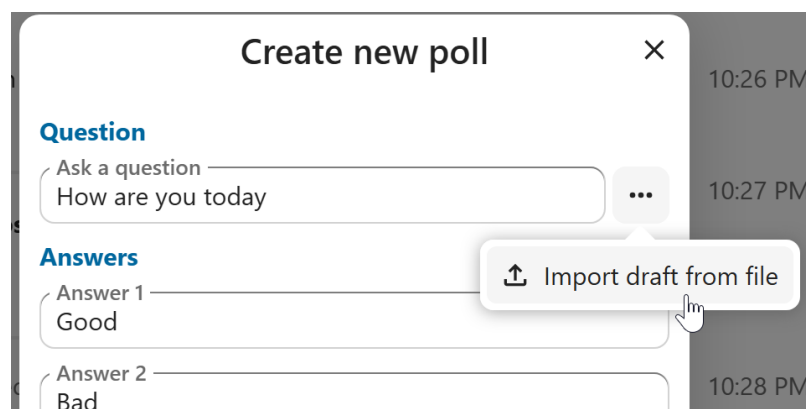 Create new poll
10:26 PM
Question
Ask a question
How are you today
10:27 PM
Answers
Import draft from file
Answer 1
Good
Answer 2
Bad
10:28 PM